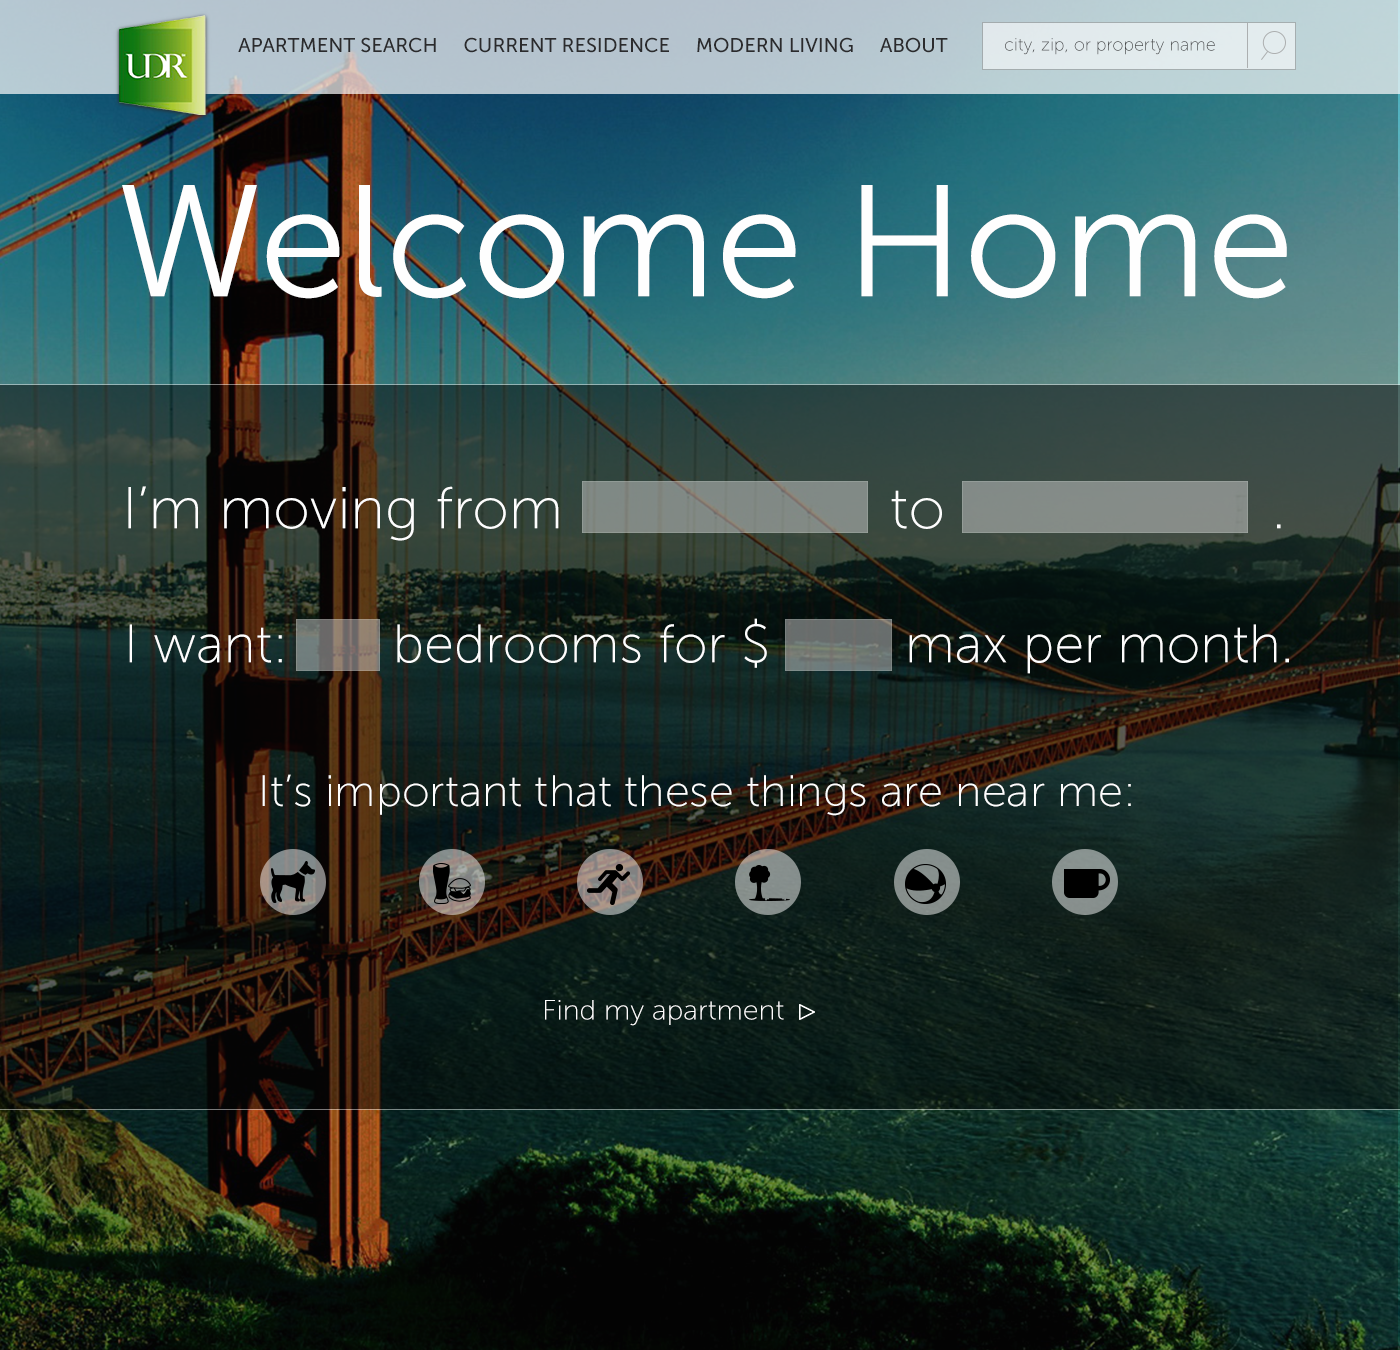 UDR
APARTMENT SEARCH CURRENT RESIDENCE MODERN LIVING ABOUT city, zip, or property name
Welcome Home
I’m moving from to .
I want: bedrooms for $ max per month.
It’s important that these things are near me:
Find my apartment